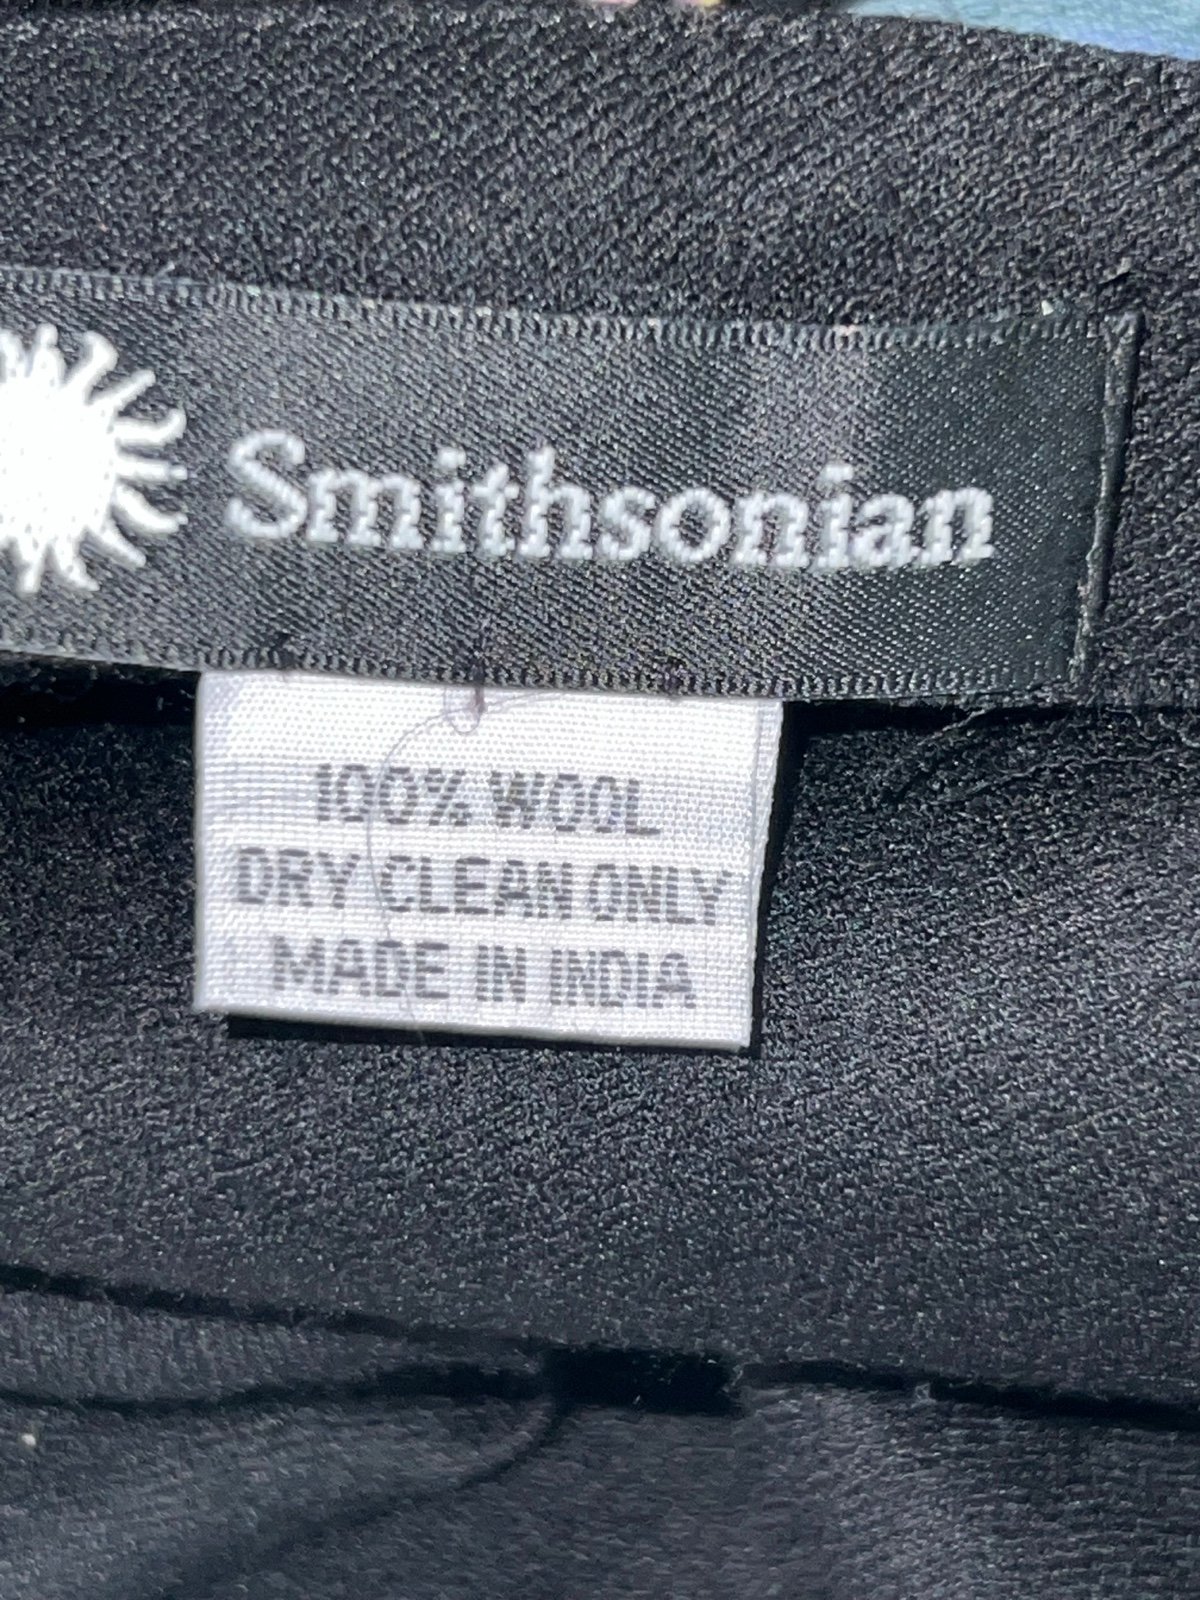 Smithsonian
100% WOOL
DRY CLEAN ONLY
MADE IN INDIA